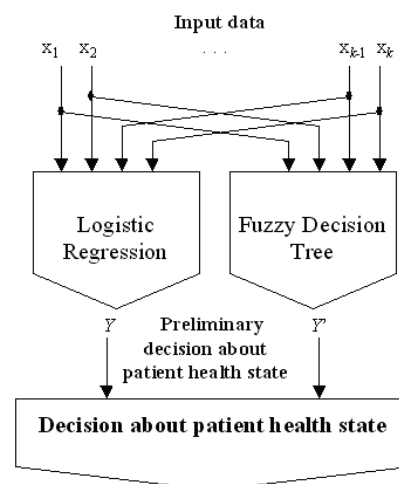 Input data
x1 x2 . . . xk-1 xk
Logistic Regression
Fuzzy Decision Tree
Y
Preliminary
decision about
patient health state
Y'
Decision about patient health state